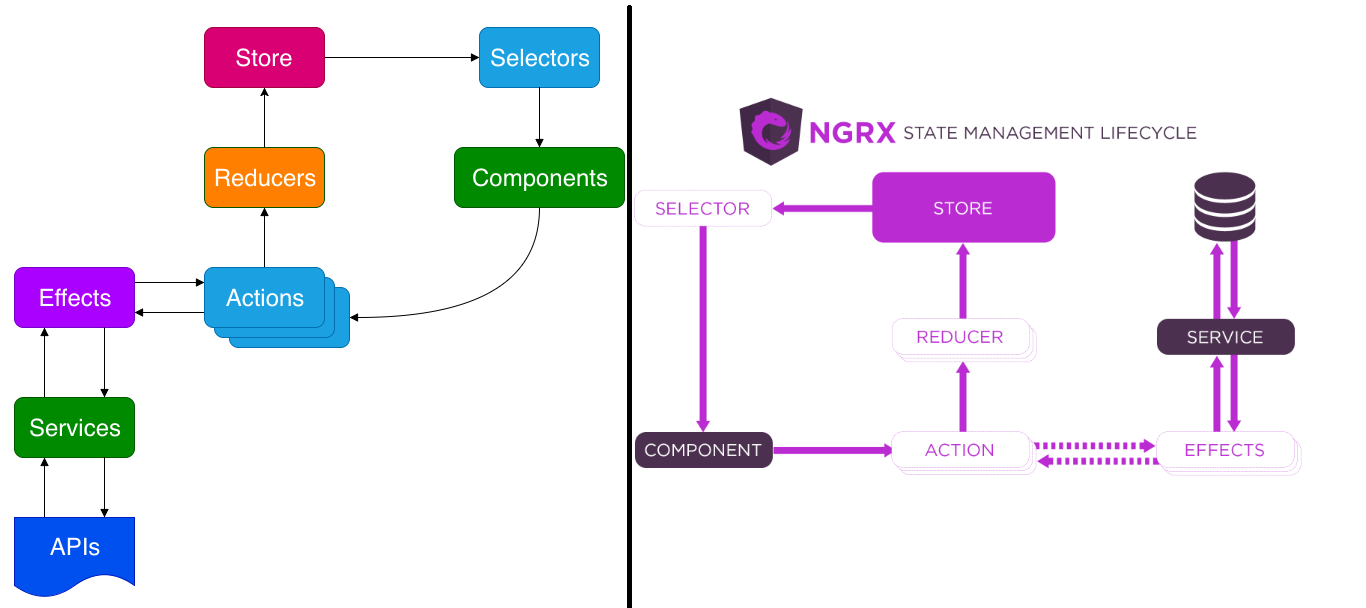 Store
Selectors
Reducers
Components
Effects
Actions
Services
APIs
NGRX STATE MANAGEMENT LIFECYCLE
SELECTOR
STORE
REDUCER
SERVICE
COMPONENT
ACTION
EFFECTS